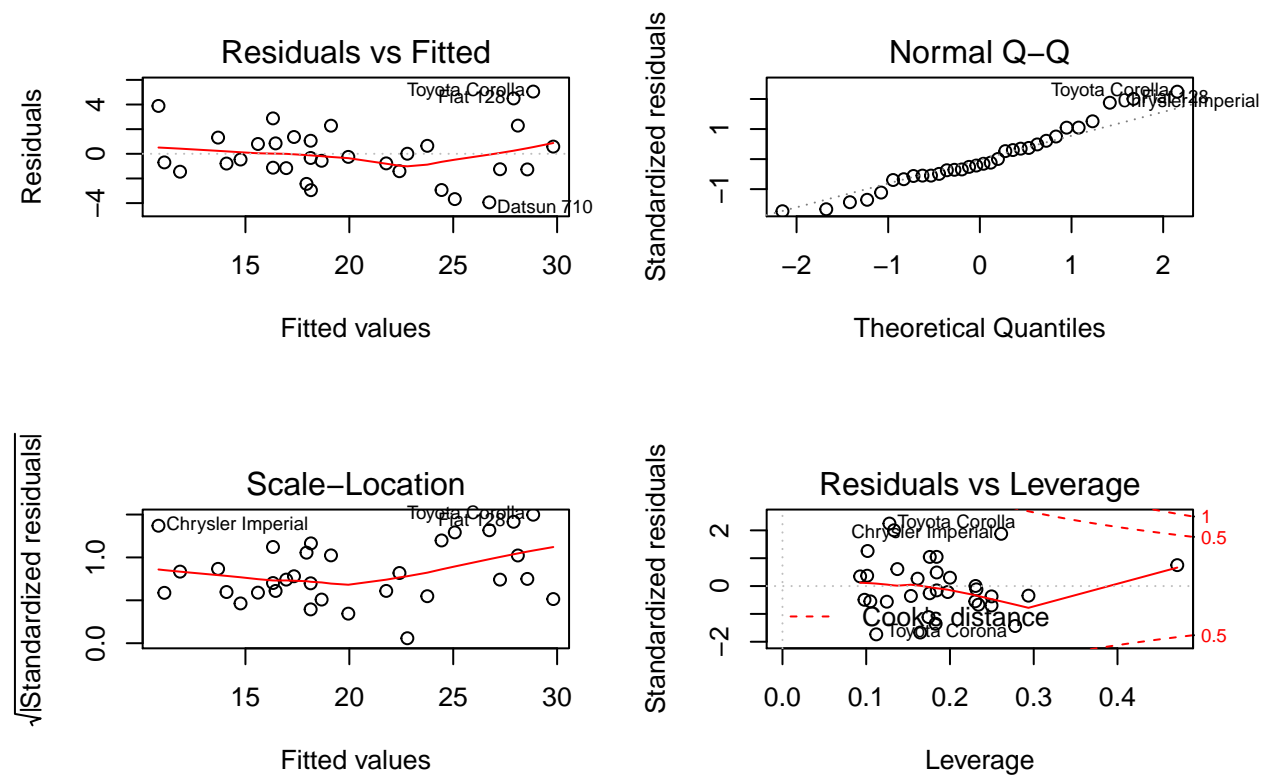 Residuals vs Fitted
Residuals
4
0
−4
Toyota Corolla
Fiat 128
Datsun 710
15
20
25
30
Fitted values
Normal Q−Q
Standardized residuals
1
−1
Toyota Corolla
Fiat 128
Chrysler Imperial
−2
−1
0
1
2
Theoretical Quantiles
Scale−Location
√|Standardized residuals|
1.0
0.0
Toyota Corolla
Fiat 128
Chrysler Imperial
15
20
25
30
Fitted values
Residuals vs Leverage
Standardized residuals
2
0
−2
Toyota Corolla
Chrysler Imperial
Cook's distance
Toyota Corona
1
0.5
0.5
0.0
0.1
0.2
0.3
0.4
Leverage